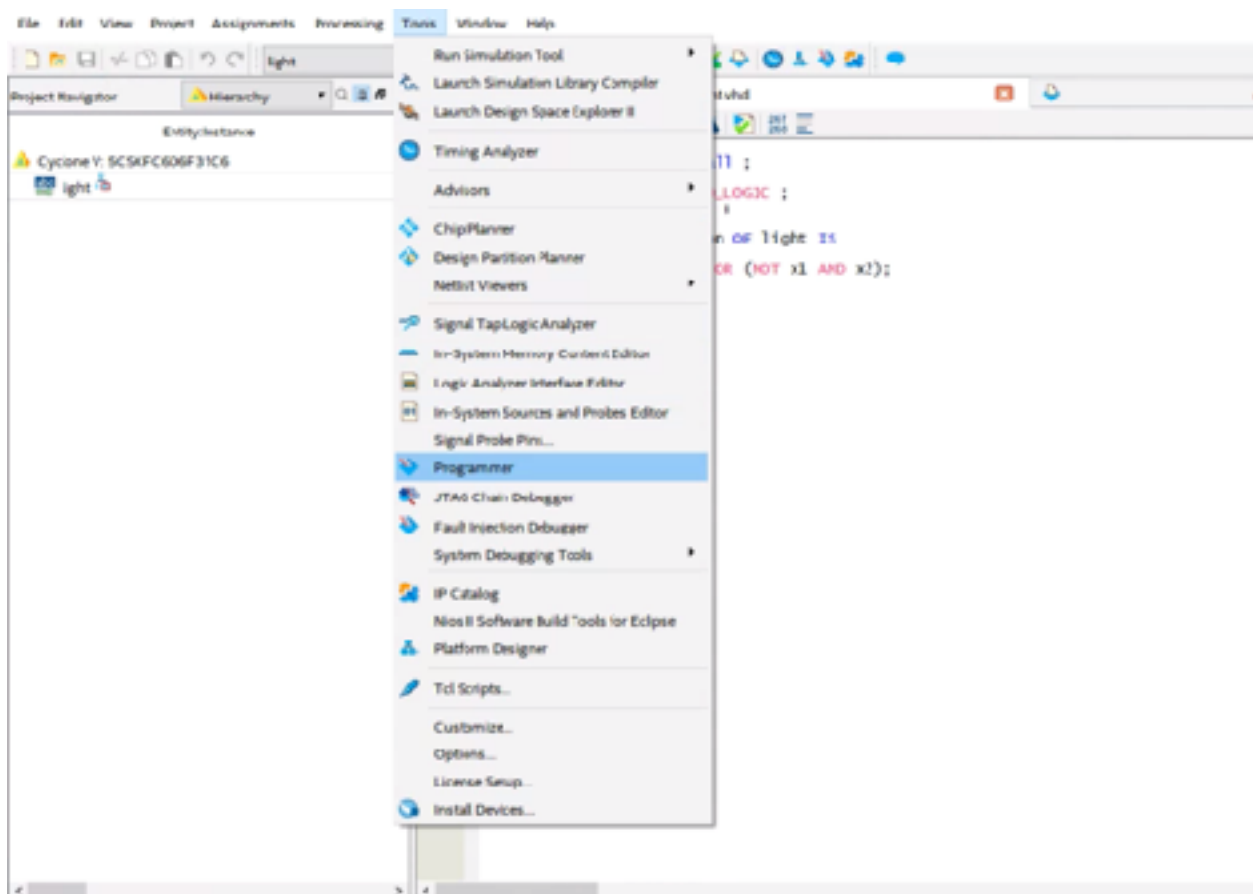 File Edit View Project Assignments Processing Tools Window Help
light
Project Navigator Hierarchy
Entity:Instance
Cyclone V: 5CSXFC6D6F31C6
light
Run Simulation Tool
Launch Simulation Library Compiler
Launch Design Space Explorer II
Timing Analyzer
Advisors
Chip Planner
Design Partition Planner
Netlist Viewers
Signal Tap Logic Analyzer
In-System Memory Content Editor
Logic Analyzer Interface Editor
In-System Sources and Probes Editor
Signal Probe Pins...
Programmer
JTAG Chain Debugger
Fault Injection Debugger
System Debugging Tools
IP Catalog
Nios II Software Build Tools for Eclipse
Platform Designer
Tcl Scripts...
Customize...
Options...
License Setup...
Install Devices...
t.vhd
ll ;
_LOGIC ;
;
n OF light IS
OR (NOT x1 AND x2);